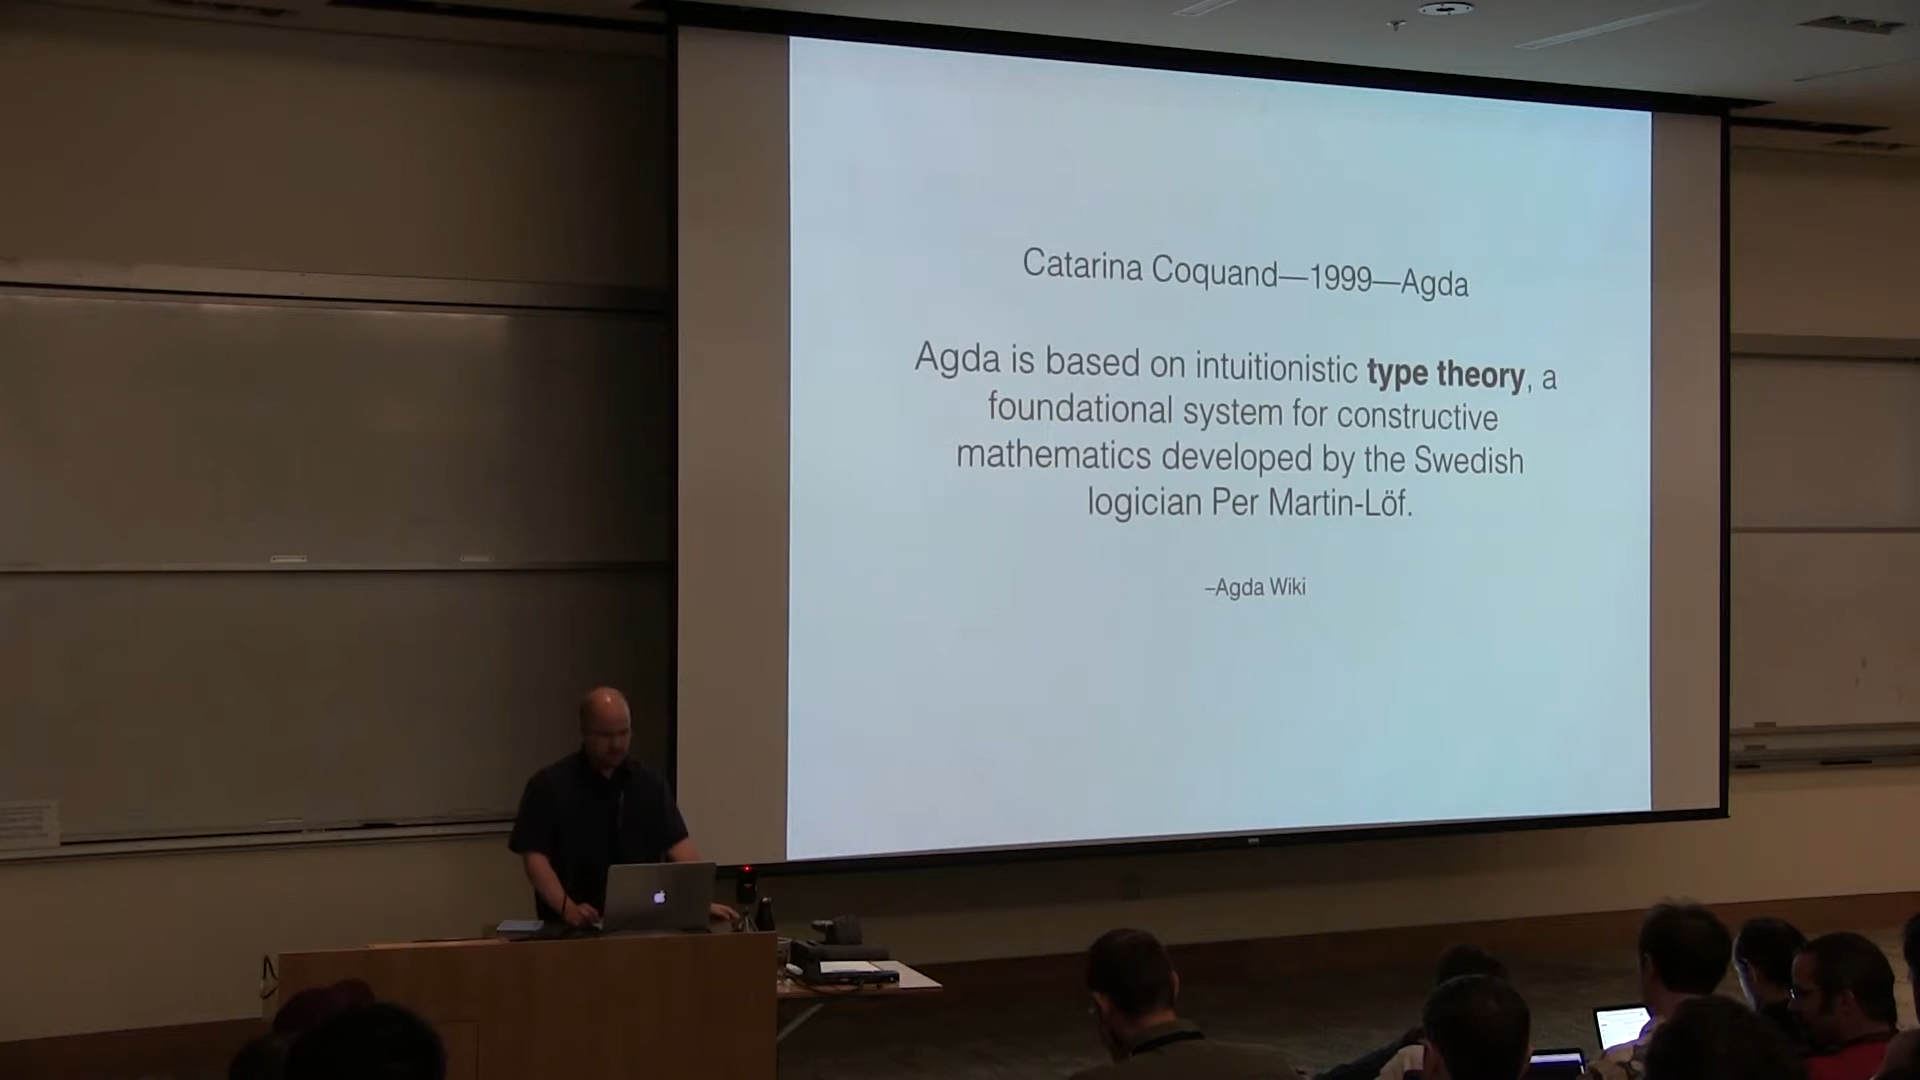 Catarina Coquand—1999—Agda
Agda is based on intuitionistic type theory, a
foundational system for constructive
mathematics developed by the Swedish
logician Per Martin-Löf.
–Agda Wiki